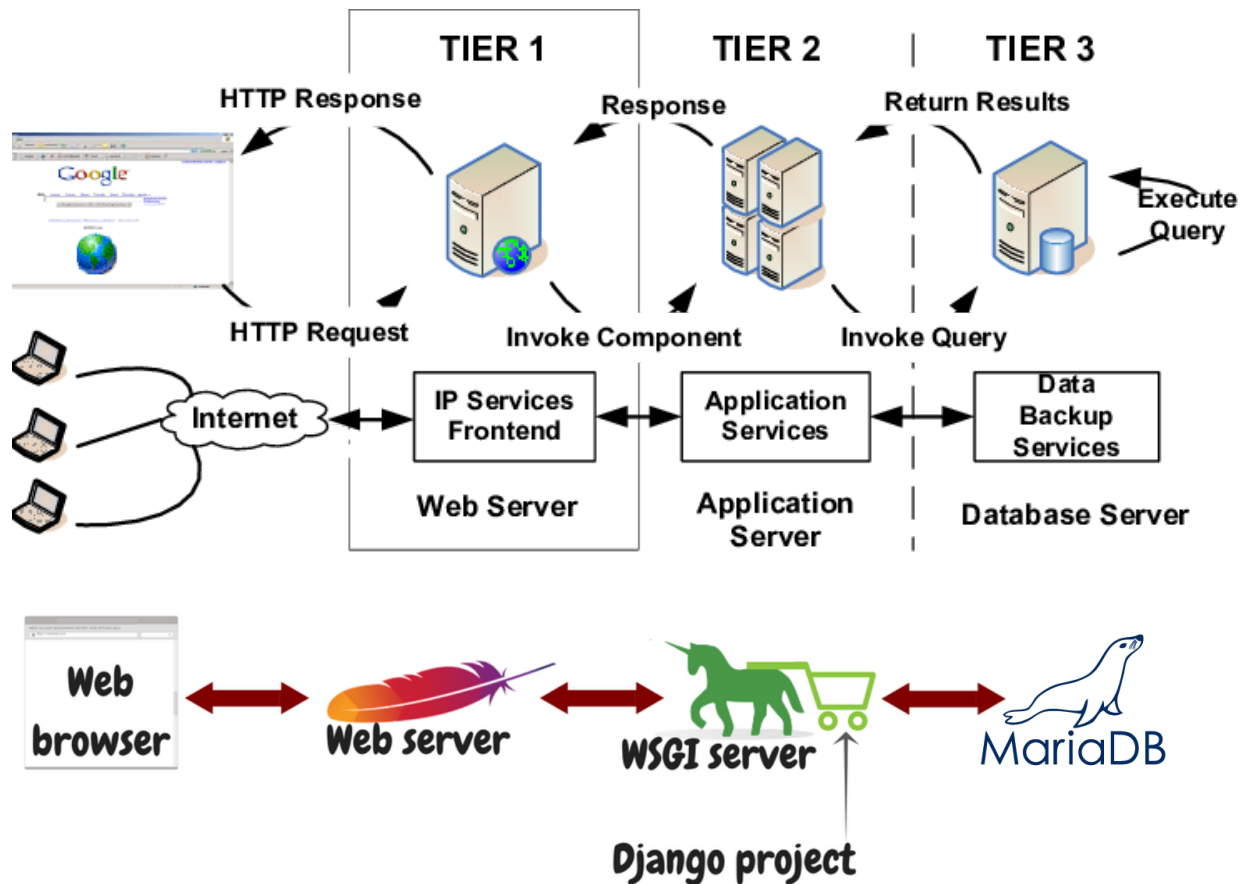 TIER 1
TIER 2
TIER 3
HTTP Response
Response
Return Results
Google
Execute
Query
HTTP Request
Invoke Component
Invoke Query
Internet
IP Services
Frontend
Application
Services
Data
Backup
Services
Web Server
Application
Server
Database Server
Web
browser
Web server
WSGI server
MariaDB
Django project